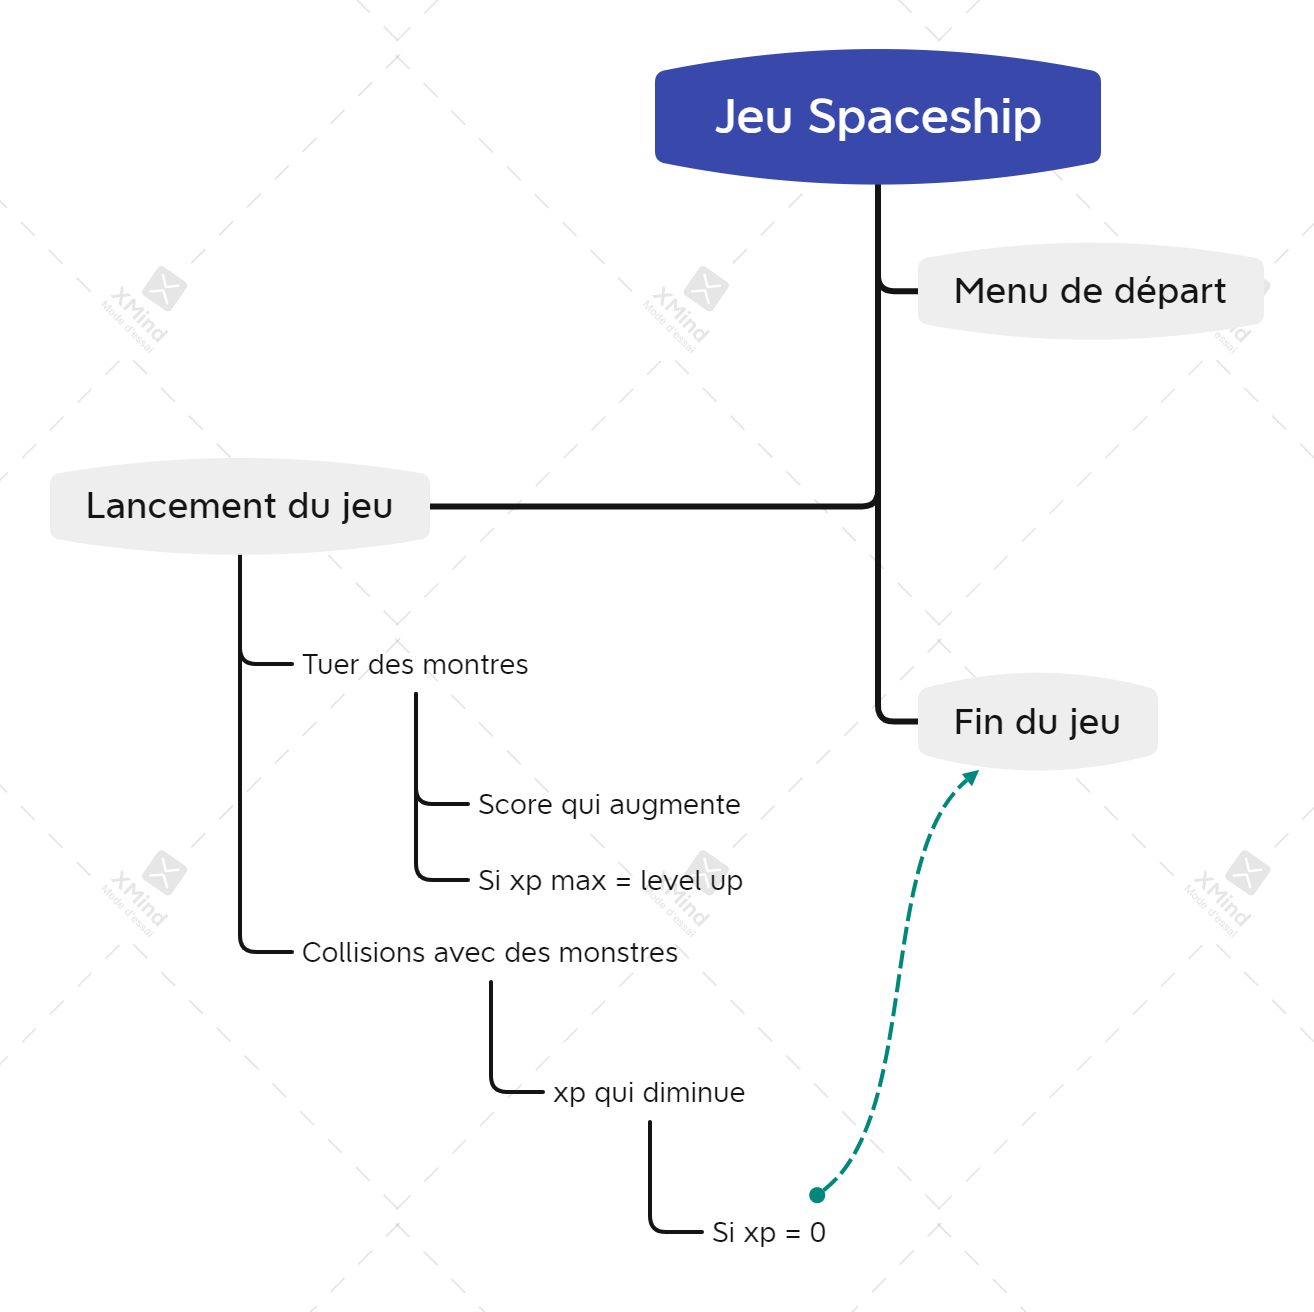 Jeu Spaceship
Menu de départ
XMind
Mode d'essai
XMind
Mode d'essai
ind
essai
Lancement du jeu
Tuer des montres
Fin du jeu
Score qui augmente
Si xp max = level up
XMind
Mode d'essai
XMind
Mode d'essai
XMind
Mode d'essai
Collisions avec des monstres
xp qui diminue
Si xp = 0